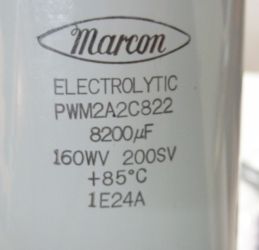 Marcon
ELECTROLYTIC
PWM2A2C822
8200μF
160WV 200SV
+85°C
1E24A